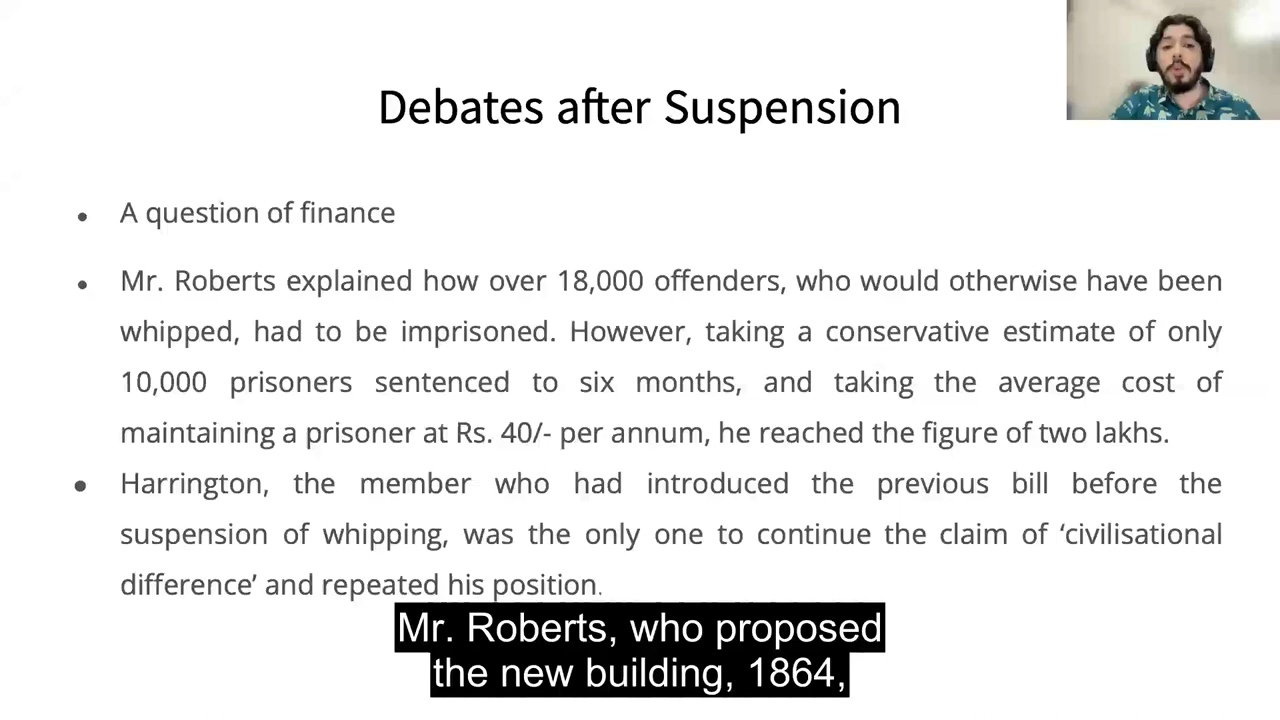 Debates after Suspension
• A question of finance
• Mr. Roberts explained how over 18,000 offenders, who would otherwise have been
whipped, had to be imprisoned. However, taking a conservative estimate of only
10,000 prisoners sentenced to six months, and taking the average cost of
maintaining a prisoner at Rs. 40/- per annum, he reached the figure of two lakhs.
• Harrington, the member who had introduced the previous bill before the
suspension of whipping, was the only one to continue the claim of ‘civilisational
difference’ and repeated his position.
Mr. Roberts, who proposed
the new building, 1864,